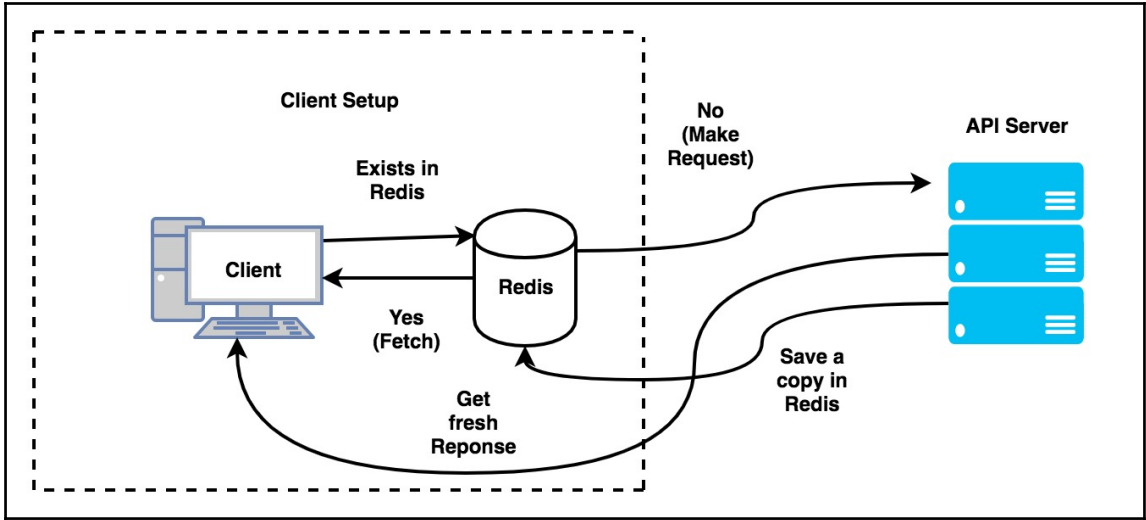 Client Setup
No
(Make
Request)
API Server
Exists in
Redis
Client
Redis
Yes
(Fetch)
Get
fresh
Reponse
Save a
copy in
Redis